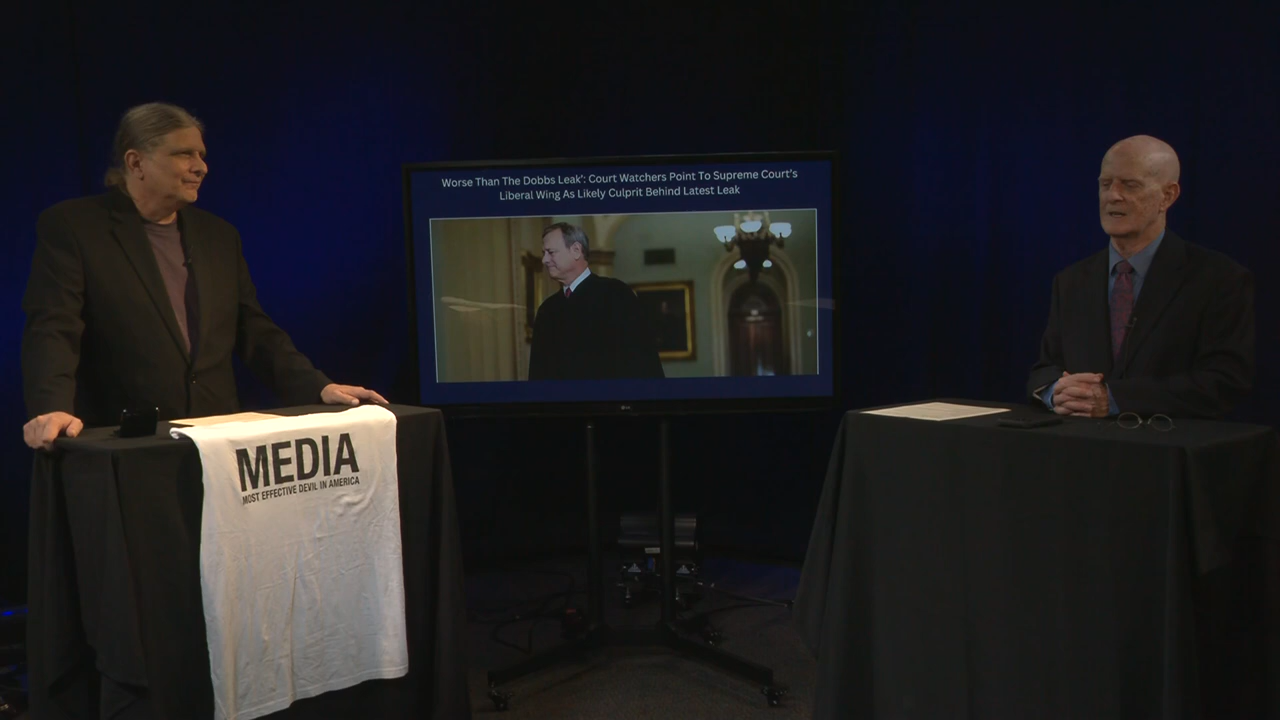 Worse Than The Dobbs Leak': Court Watchers Point To Supreme Court's
Liberal Wing As Likely Culprit Behind Latest Leak
MEDIA
MOST EFFECTIVE DEVIL IN AMERICA